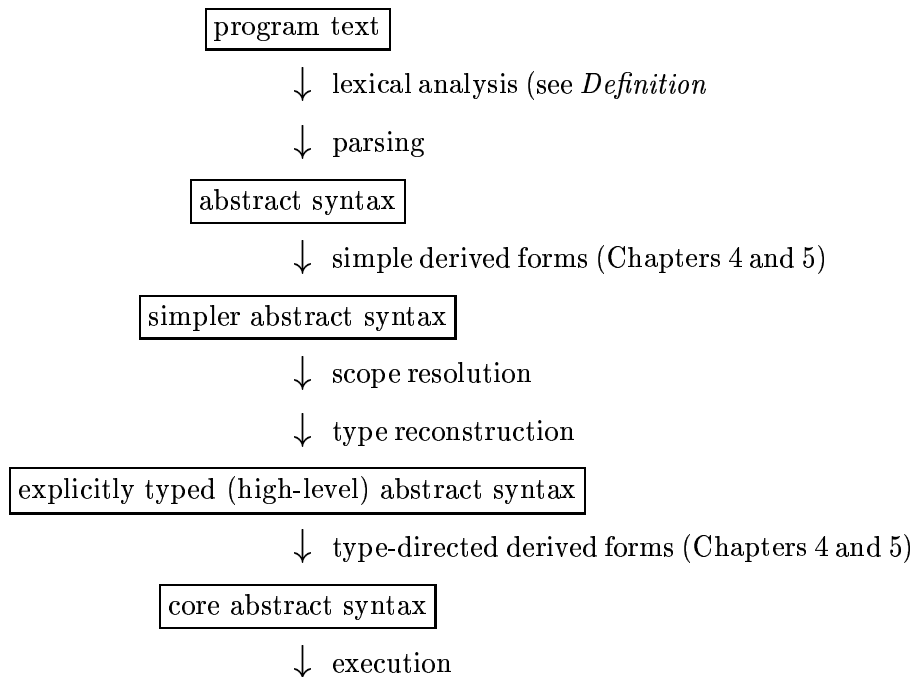 program text
↓ lexical analysis (see Definition
↓ parsing
abstract syntax
↓ simple derived forms (Chapters 4 and 5)
simpler abstract syntax
↓ scope resolution
↓ type reconstruction
explicitly typed (high-level) abstract syntax
↓ type-directed derived forms (Chapters 4 and 5)
core abstract syntax
↓ execution